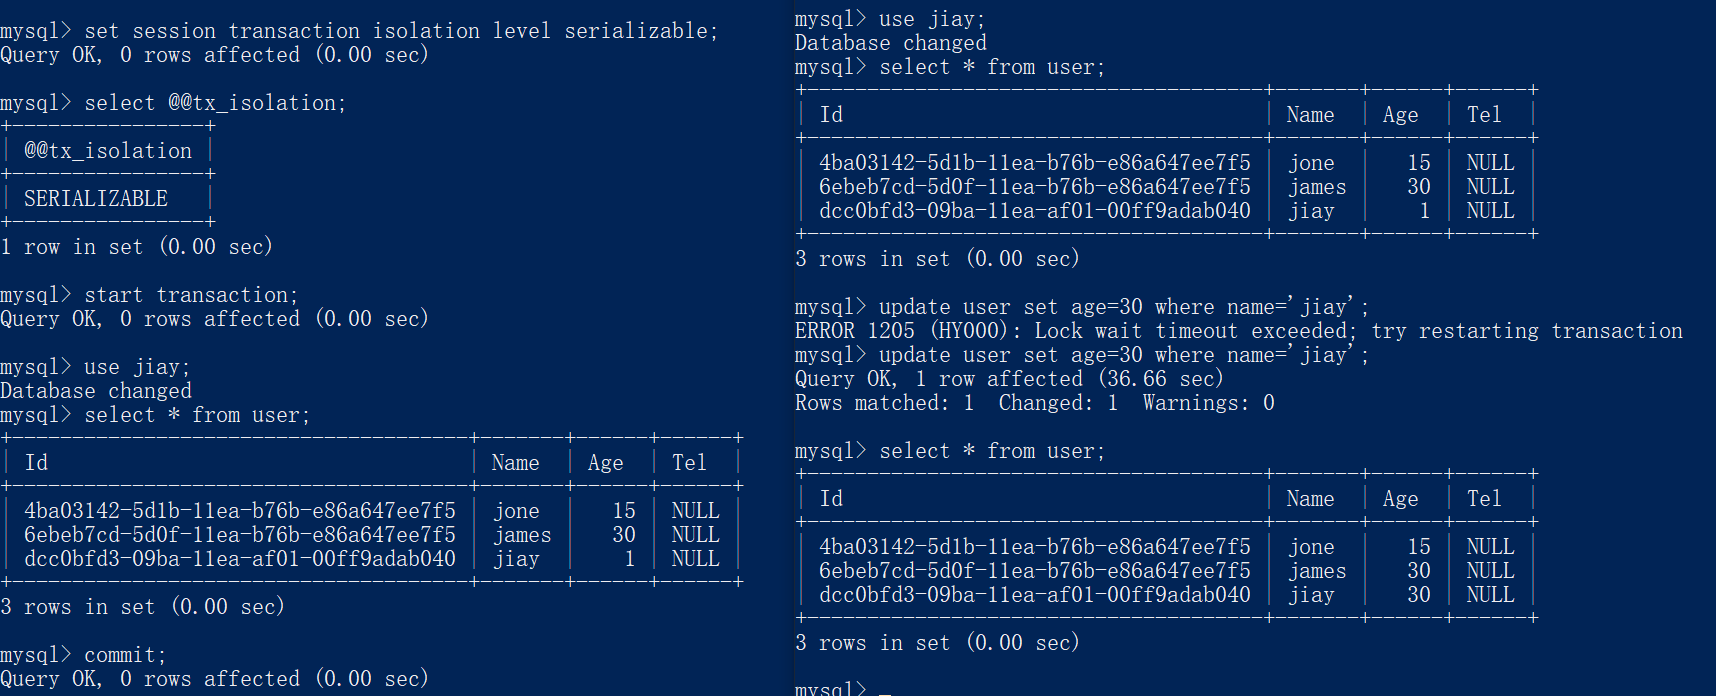 mysql> set session transaction isolation level serializable;
Query OK, 0 rows affected (0.00 sec)

mysql> select @@tx_isolation;
+----------------+
| @@tx_isolation |
+----------------+
| SERIALIZABLE   |
+----------------+
1 row in set (0.00 sec)

mysql> start transaction;
Query OK, 0 rows affected (0.00 sec)

mysql> use jiay;
Database changed
mysql> select * from user;
+--------------------------------------+-------+------+------+
| Id                                   | Name  | Age  | Tel  |
+--------------------------------------+-------+------+------+
| 4ba03142-5d1b-11ea-b76b-e86a647ee7f5 | jone  |   15 | NULL |
| 6ebeb7cd-5d0f-11ea-b76b-e86a647ee7f5 | james |   30 | NULL |
| dcc0bfd3-09ba-11ea-af01-00ff9adab040 | jiay  |    1 | NULL |
+--------------------------------------+-------+------+------+
3 rows in set (0.00 sec)

mysql> commit;
Query OK, 0 rows affected (0.00 sec)

mysql> use jiay;
Database changed
mysql> select * from user;
+--------------------------------------+-------+------+------+
| Id                                   | Name  | Age  | Tel  |
+--------------------------------------+-------+------+------+
| 4ba03142-5d1b-11ea-b76b-e86a647ee7f5 | jone  |   15 | NULL |
| 6ebeb7cd-5d0f-11ea-b76b-e86a647ee7f5 | james |   30 | NULL |
| dcc0bfd3-09ba-11ea-af01-00ff9adab040 | jiay  |    1 | NULL |
+--------------------------------------+-------+------+------+
3 rows in set (0.00 sec)

mysql> update user set age=30 where name='jiay';
ERROR 1205 (HY000): Lock wait timeout exceeded; try restarting transaction
mysql> update user set age=30 where name='jiay';
Query OK, 1 row affected (36.66 sec)
Rows matched: 1  Changed: 1  Warnings: 0

mysql> select * from user;
+--------------------------------------+-------+------+------+
| Id                                   | Name  | Age  | Tel  |
+--------------------------------------+-------+------+------+
| 4ba03142-5d1b-11ea-b76b-e86a647ee7f5 | jone  |   15 | NULL |
| 6ebeb7cd-5d0f-11ea-b76b-e86a647ee7f5 | james |   30 | NULL |
| dcc0bfd3-09ba-11ea-af01-00ff9adab040 | jiay  |   30 | NULL |
+--------------------------------------+-------+------+------+
3 rows in set (0.00 sec)

mysql> _